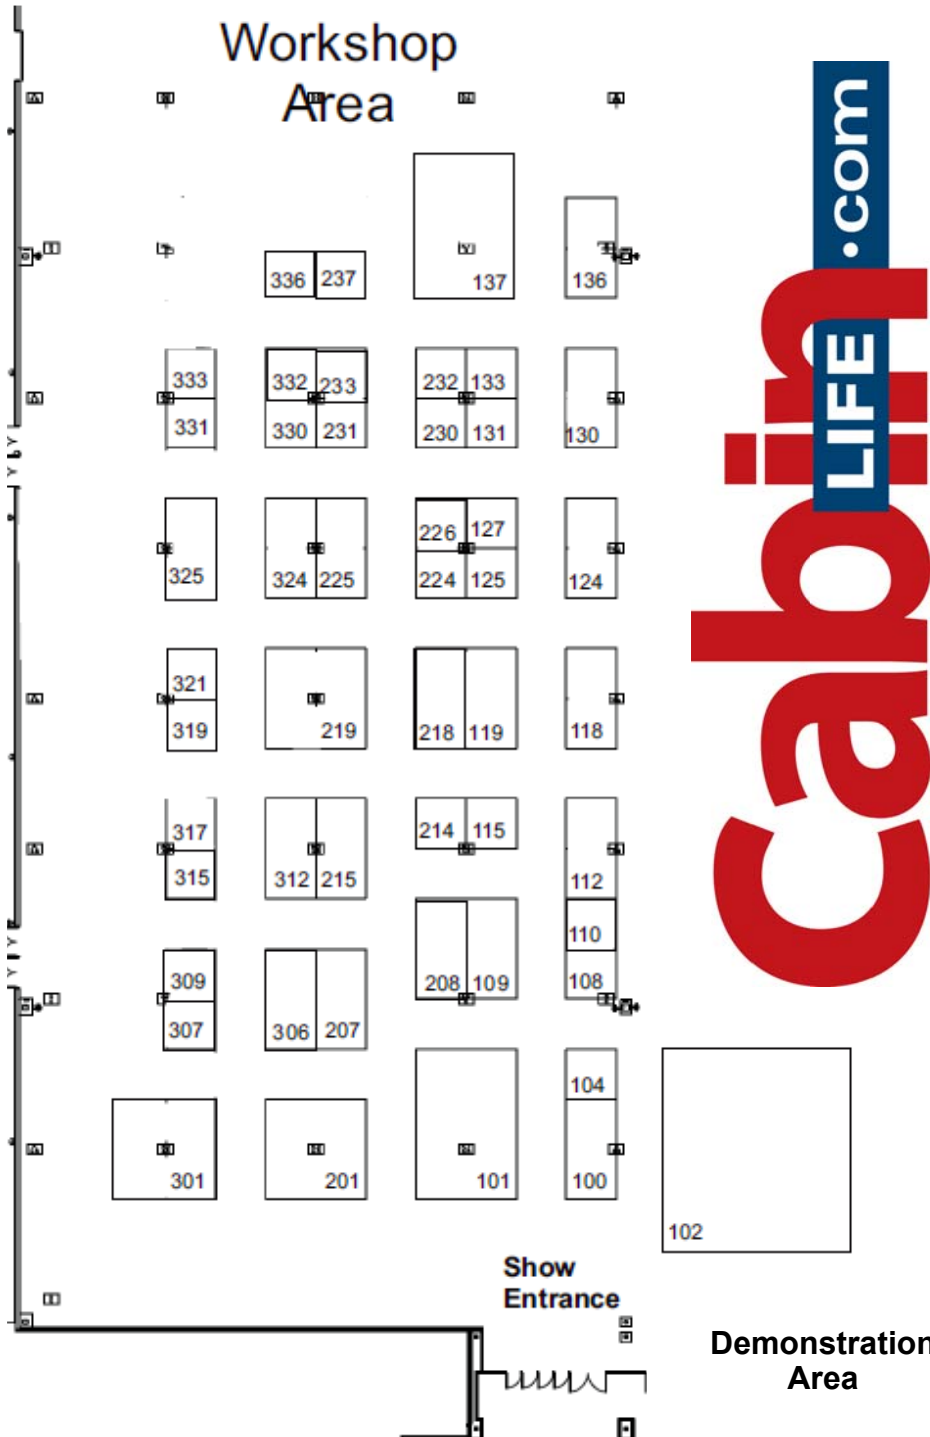 Workshop
Area
336 237 137 136
333 332 233 232 133
331 330 231 230 131 130
226 127
325 324 225 224 125 124
321
319 219 218 119 118
317 214 115
315 312 215 112
110
309 208 109 108
307 306 207
104
301 201 101 100
102
Show
Entrance
Demonstration
Area
Cabin
LIFE.com